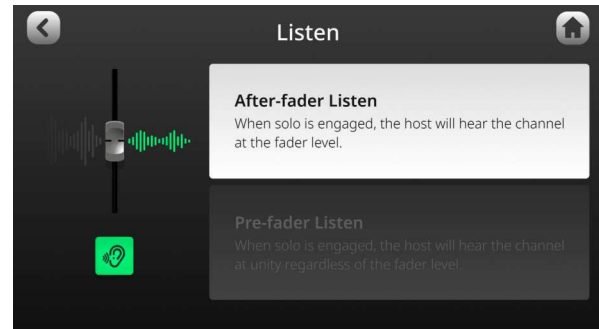 Listen
After-fader Listen
When solo is engaged, the host will hear the channel
at the fader level.
Pre-fader Listen
When solo is engaged, the host will hear the channel
at unity regardless of the fader level.